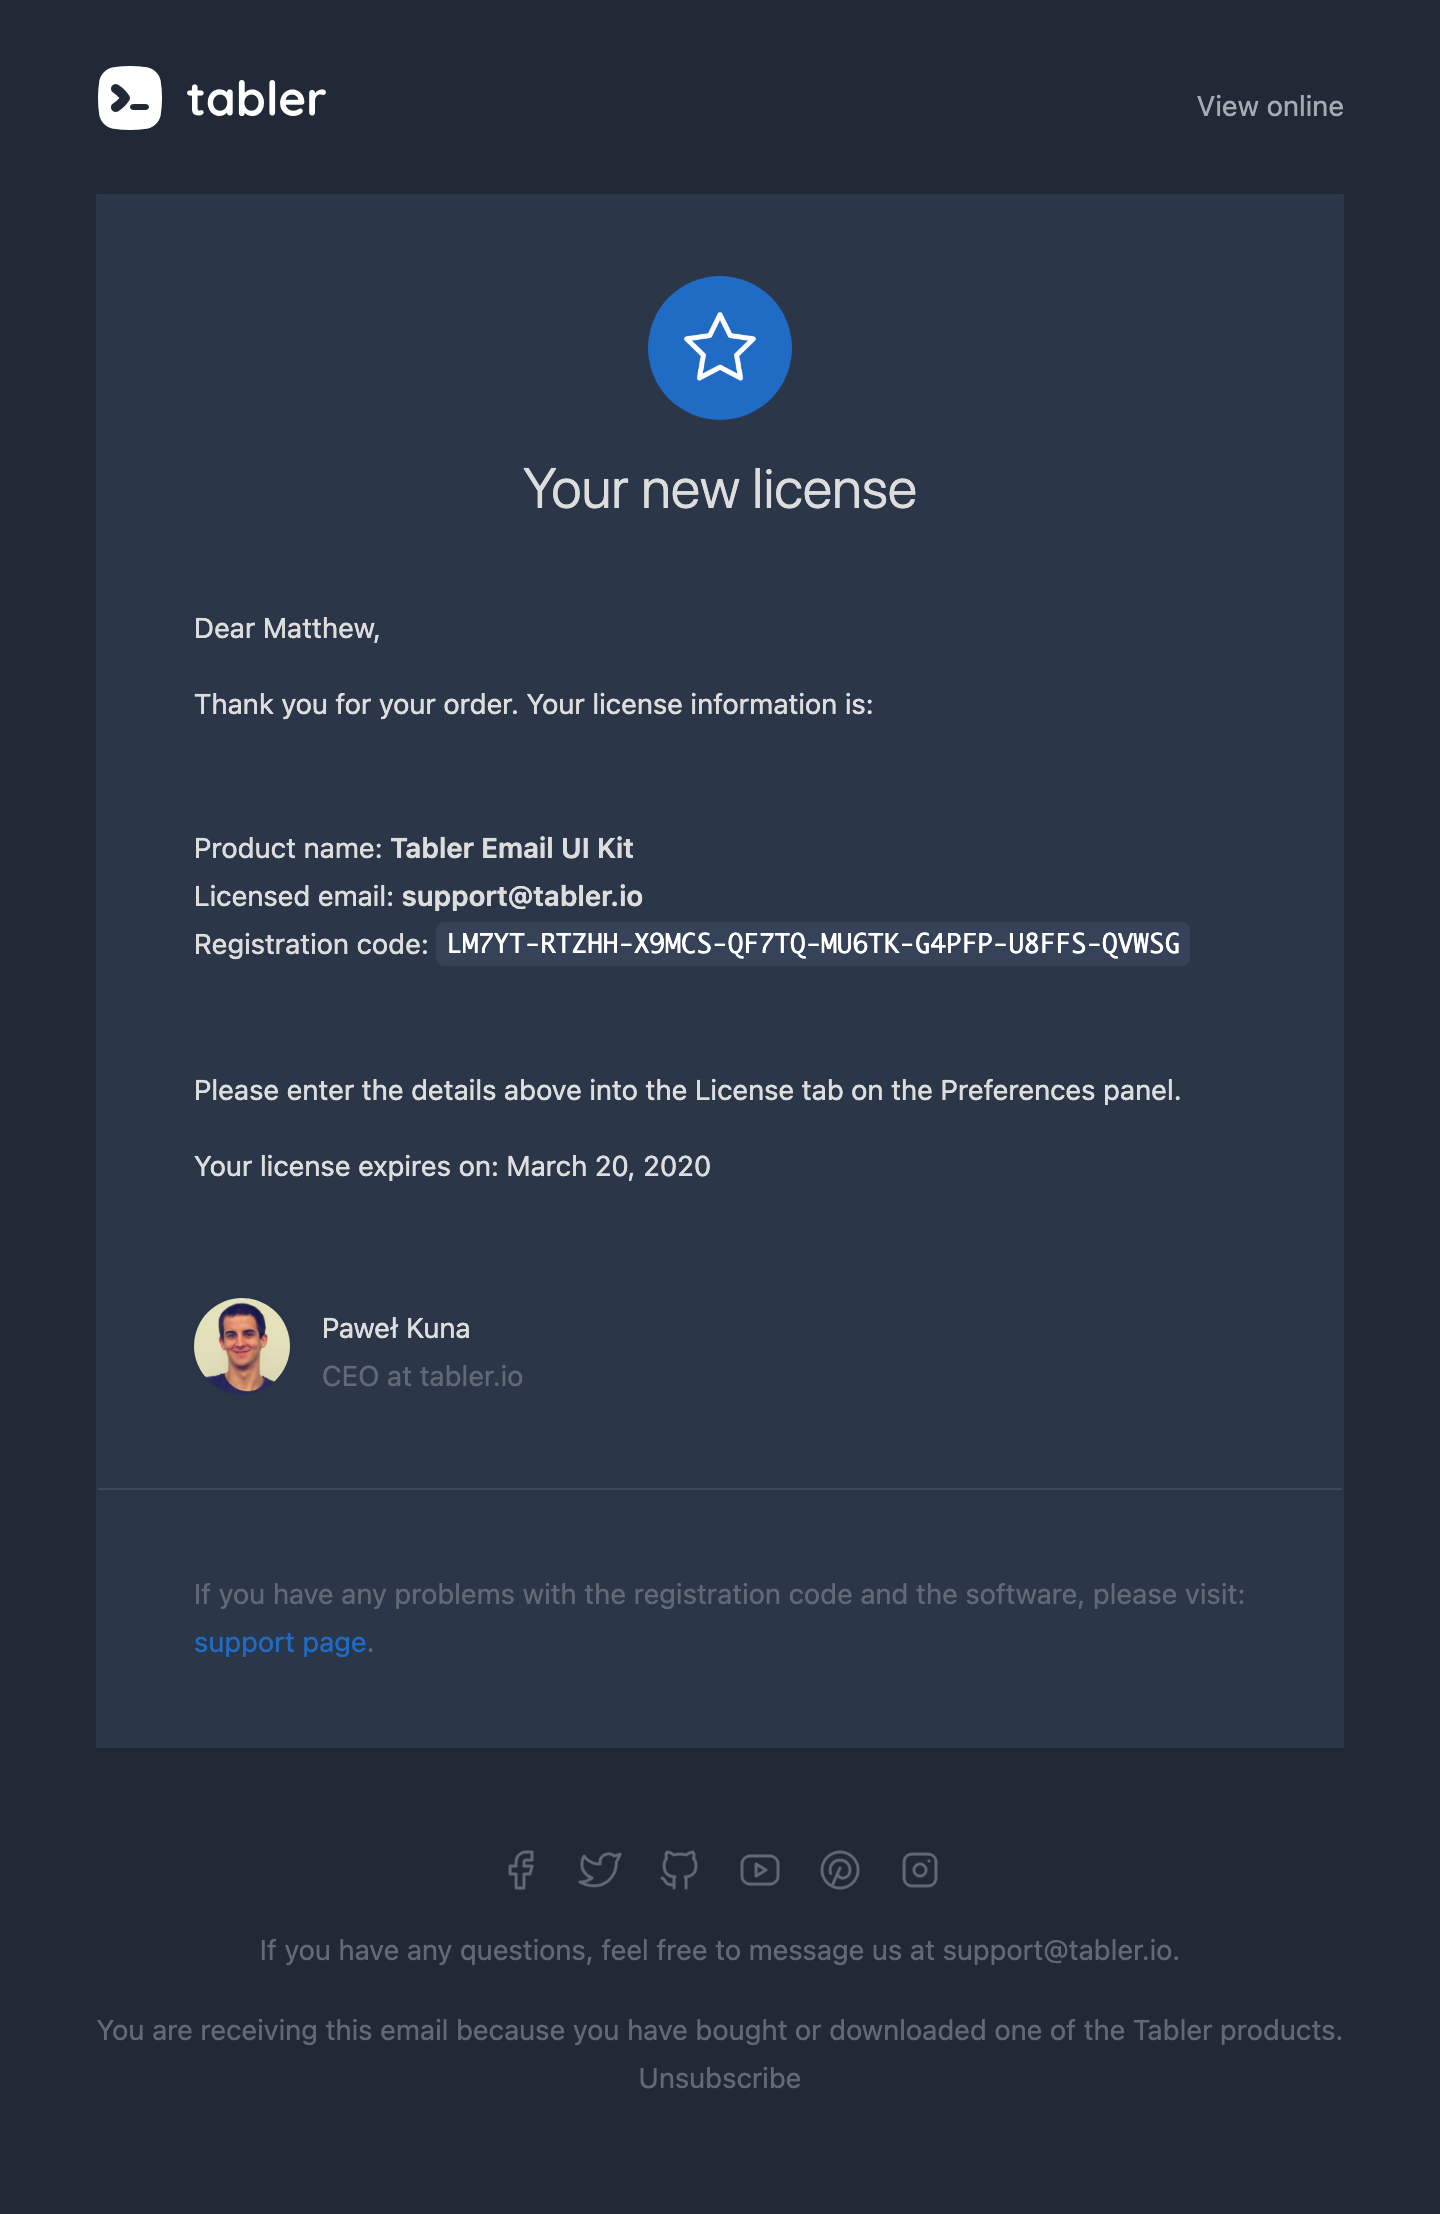 tabler
View online
Your new license
Dear Matthew,
Thank you for your order. Your license information is:
Product name: Tabler Email UI Kit
Licensed email: support@tabler.io
Registration code: LM7YT-RTZHH-X9MCS-QF7TQ-MU6TK-G4PFP-U8FFS-QVWSG
Please enter the details above into the License tab on the Preferences panel.
Your license expires on: March 20, 2020
Paweł Kuna
CEO at tabler.io
If you have any problems with the registration code and the software, please visit:
support page.
If you have any questions, feel free to message us at support@tabler.io.
You are receiving this email because you have bought or downloaded one of the Tabler products.
Unsubscribe